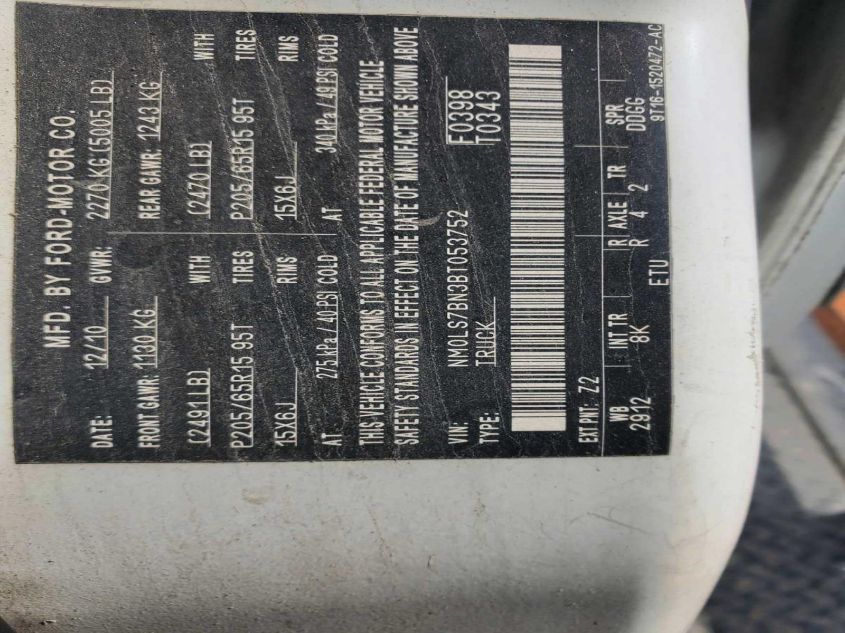 MFD. BY FORD-MOTOR CO.
DATE: 12/10 GVWR: 2270 KG (5005 LB)
FRONT GAWR: 1130 KG REAR GAWR: 1243 KG
(2491 LB) WITH (2470 LB) WITH
P205/65R15 95T TIRES P205/65R15 95T TIRES
15X6J RIMS 15X6J RIMS
AT 275 kPa / 40 PSI COLD AT 340 kPa / 49 PSI COLD
THIS VEHICLE CONFORMS TO ALL APPLICABLE FEDERAL MOTOR VEHICLE
SAFETY STANDARDS IN EFFECT ON THE DATE OF MANUFACTURE SHOWN ABOVE
VIN: NM0LS7BN3BT053752 F0398
TYPE: TRUCK T0343
EXT PNT: Z2
WB INT TR R/ AXLE / TR SPR
2912 8K R 4 2 DDGG
ETU 9T16-1520472-AC